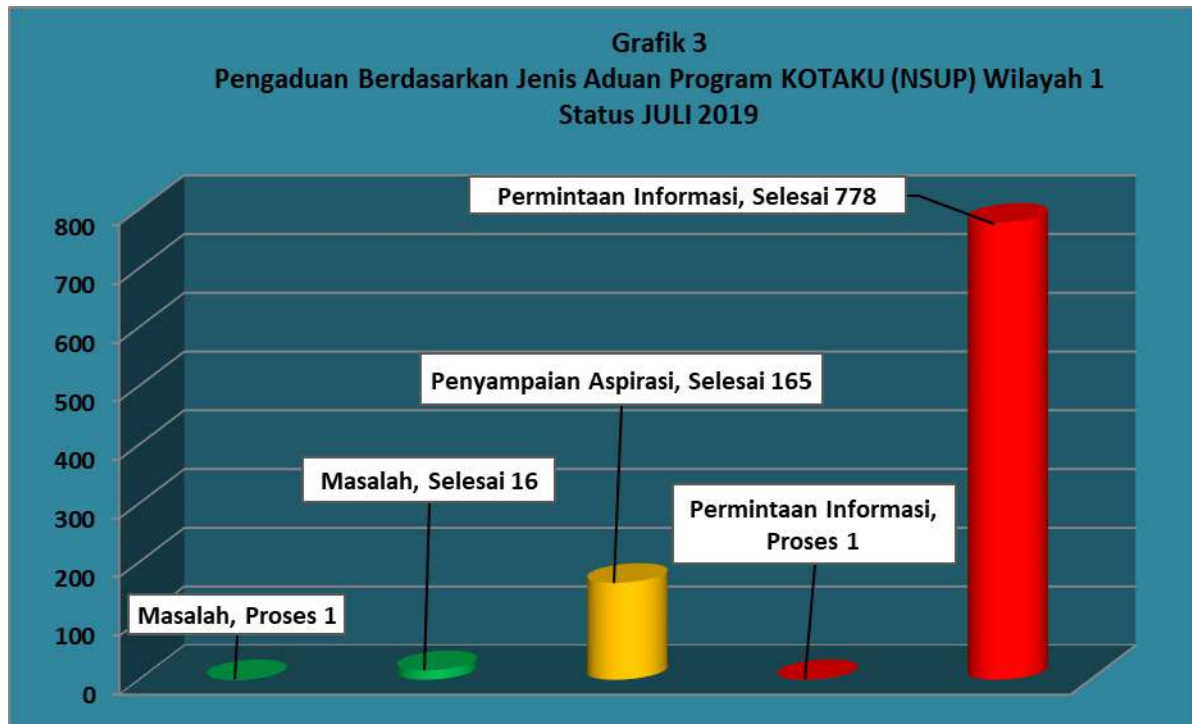 Grafik 3
Pengaduan Berdasarkan Jenis Aduan Program KOTAKU (NSUP) Wilayah 1
Status JULI 2019
800
700
600
500
400
300
200
100
0
Permintaan Informasi, Selesai 778
Penyampaian Aspirasi, Selesai 165
Masalah, Selesai 16
Permintaan Informasi,
Proses 1
Masalah, Proses 1